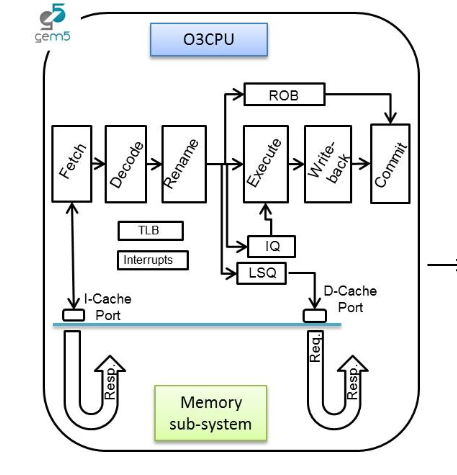 gem5
O3CPU
ROB
Fetch
Decode
Rename
Execute
Write-
back
Commit
TLB
Interrupts
IQ
LSQ
I-Cache
Port
D-Cache
Port
Resp.
Req.
Resp.
Memory
sub-system